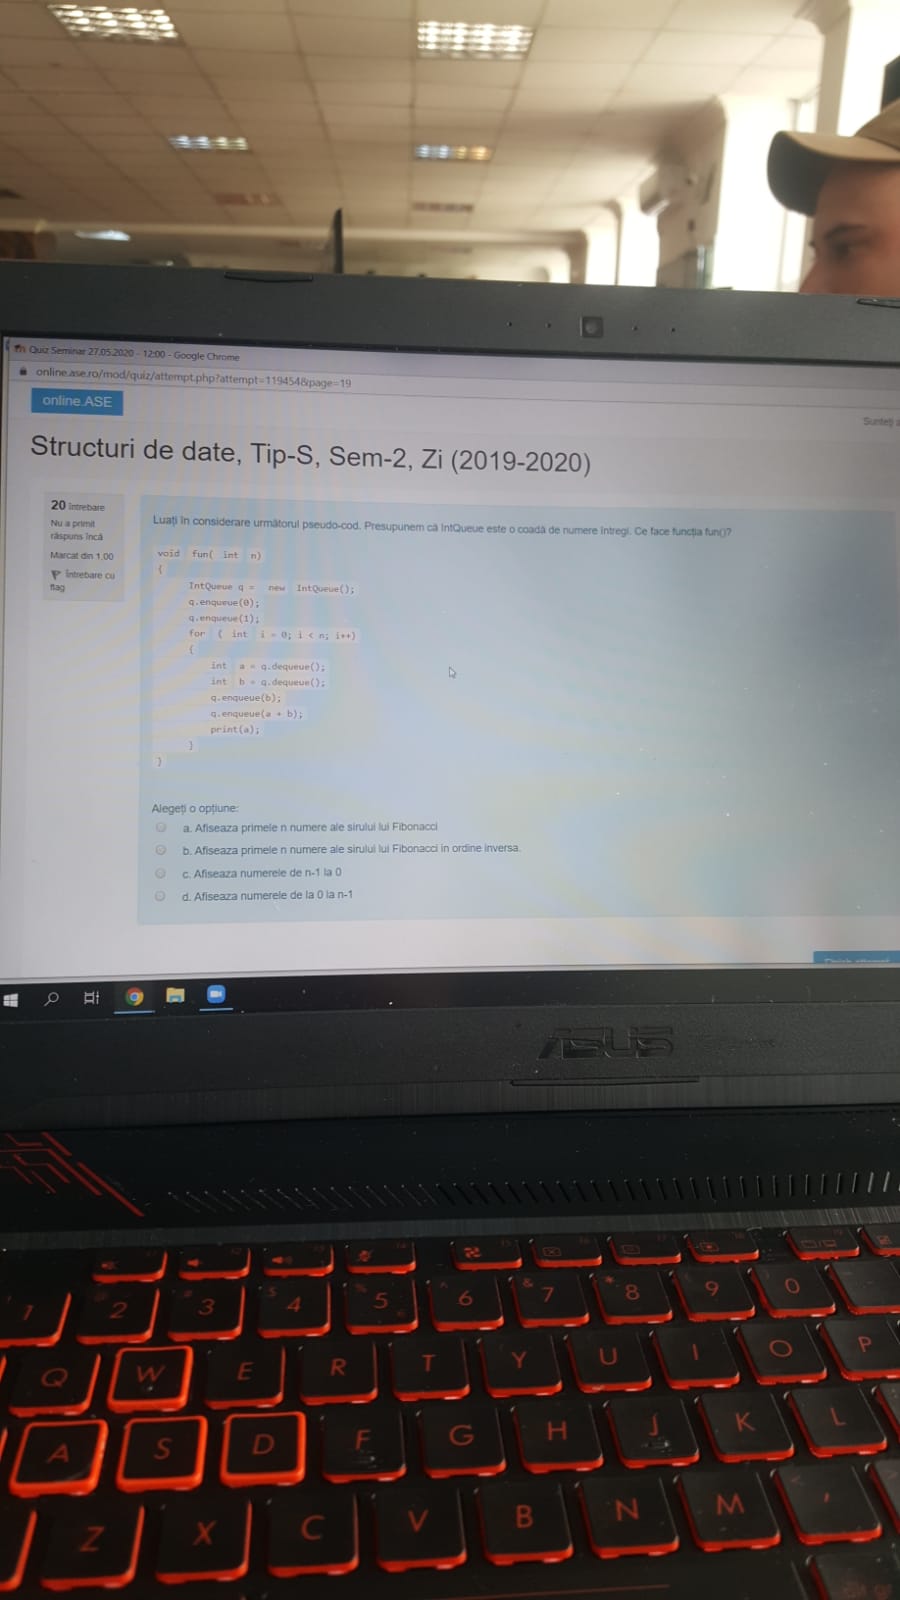 Quiz Seminar 27.05.2020 - 12:00 - Google Chrome
online.ase.ro/mod/quiz/attempt.php?attempt=119454&page=19
online.ASE
Sunteți
Structuri de date, Tip-S, Sem-2, Zi (2019-2020)
20 întrebare
Nu a primit
răspuns încă
Marcat din 1,00
Întrebare cu
flag
Luați în considerare următorul pseudo-cod. Presupunem că IntQueue este o coadă de numere întregi. Ce face funcția fun()?
void fun( int n)
{
IntQueue q = new IntQueue();
q.enqueue(0);
q.enqueue(1);
for ( int i = 0; i < n; i++)
{
int a = q.dequeue();
int b = q.dequeue();
q.enqueue(b);
q.enqueue(a + b);
print(a);
}
}
Alegeți o opțiune:
a. Afiseaza primele n numere ale sirului lui Fibonacci
b. Afiseaza primele n numere ale sirului lui Fibonacci in ordine inversa.
c. Afiseaza numerele de n-1 la 0
d. Afiseaza numerele de la 0 la n-1
ASUS
1 2 3 4 5 6 7 8 9 0
Q W E R T Y U I O P
A S D F G H J K L
Z X C V B N M